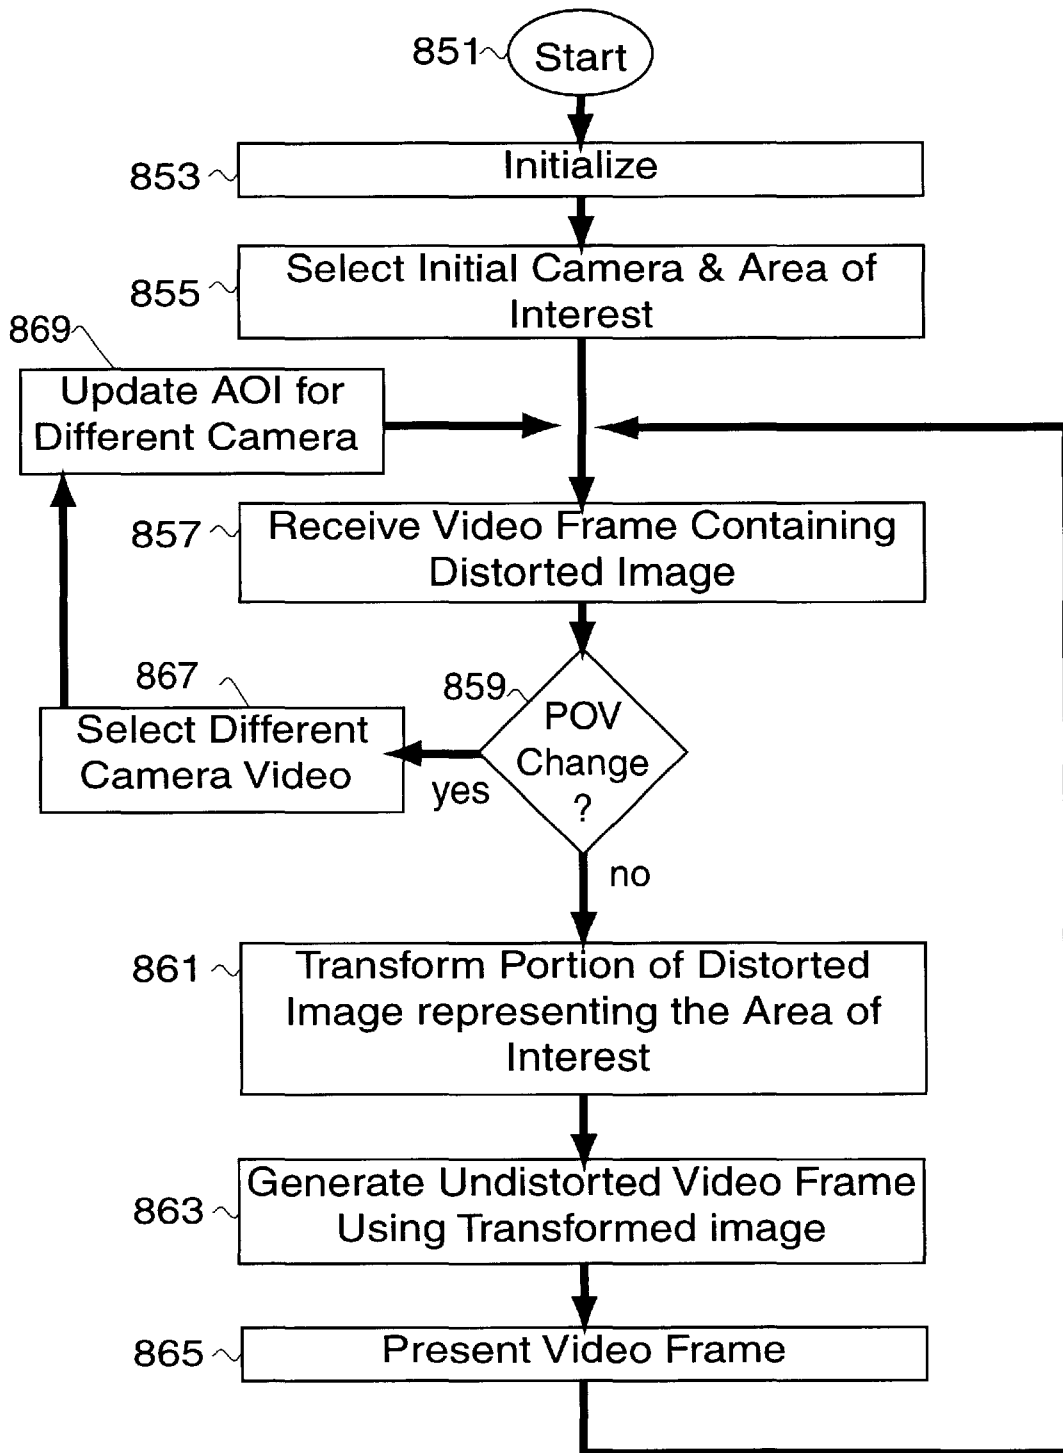 851
Start
853
Initialize
855
Select Initial Camera & Area of
Interest
869
Update AOI for
Different Camera
857
Receive Video Frame Containing
Distorted Image
867
Select Different
Camera Video
859
POV
Change
?
yes
no
861
Transform Portion of Distorted
Image representing the Area of
Interest
863
Generate Undistorted Video Frame
Using Transformed image
865
Present Video Frame